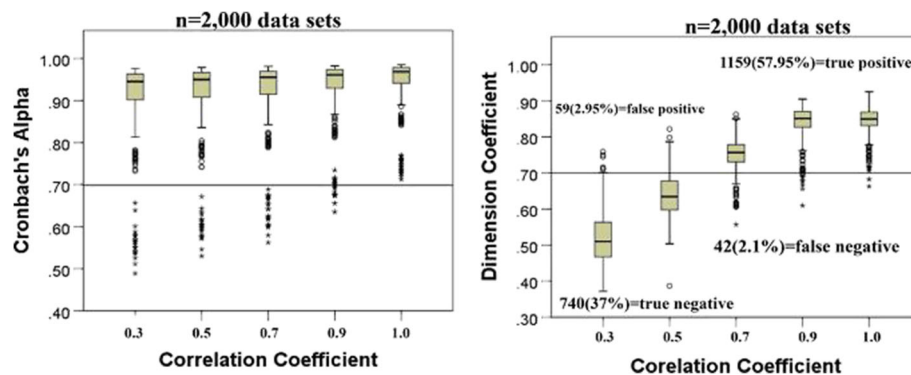 n=2,000 data sets
1.00
.90
.80
.70
.60
.50
.40
Cronbach's Alpha
0.3 0.5 0.7 0.9 1.0
Correlation Coefficient
n=2,000 data sets
1159(57.95%)=true positive
59(2.95%)=false positive
1.00
.90
.80
.70
.60
.50
.40
.30
Dimension Coefficient
42(2.1%)=false negative
740(37%)=true negative
0.3 0.5 0.7 0.9 1.0
Corelation Coefficient